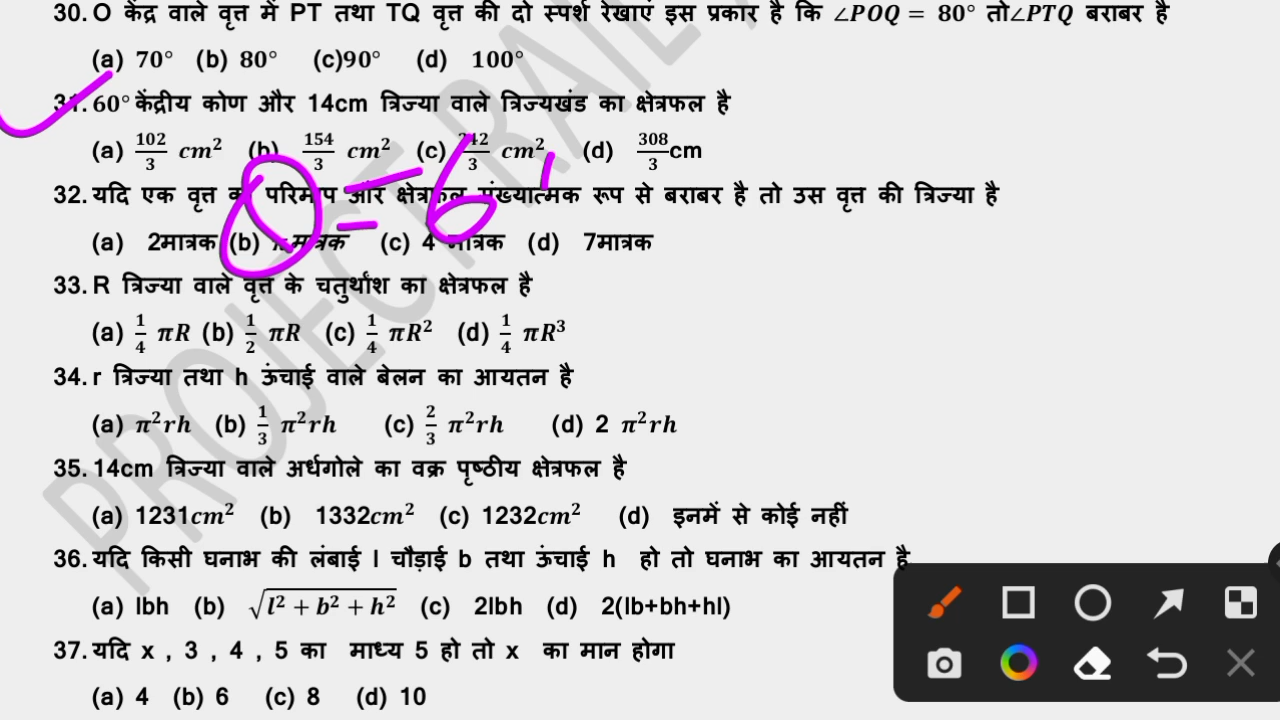 30. O केंद्र वाले वृत्त में PT तथा TQ वृत्त की दो स्पर्श रेखाएं इस प्रकार है कि ∠POQ = 80° तो∠PTQ बराबर है
(a) 70° (b) 80° (c)90° (d) 100°
31. 60° केंद्रीय कोण और 14cm त्रिज्या वाले त्रिज्यखंड का क्षेत्रफल है
(a) 102/3 cm² (b) 154/3 cm² (c) 242/3 cm² (d) 308/3 cm
32. यदि एक वृत्त का परिमाप और क्षेत्रफल संख्यात्मक रूप से बराबर है तो उस वृत्त की त्रिज्या है
(a) 2मात्रक (b) π मात्रक (c) 4 मात्रक (d) 7मात्रक
θ = 6
33. R त्रिज्या वाले वृत्त के चतुर्थांश का क्षेत्रफल है
(a) 1/4 πR (b) 1/2 πR (c) 1/4 πR² (d) 1/4 πR³
34. r त्रिज्या तथा h ऊंचाई वाले बेलन का आयतन है
(a) π²rh (b) 1/3 π²rh (c) 2/3 π²rh (d) 2 π²rh
35. 14cm त्रिज्या वाले अर्धगोले का वक्र पृष्ठीय क्षेत्रफल है
(a) 1231cm² (b) 1332cm² (c) 1232cm² (d) इनमें से कोई नहीं
36. यदि किसी घनाभ की लंबाई l चौड़ाई b तथा ऊंचाई h हो तो घनाभ का आयतन है
(a) lbh (b) √(l² + b² + h²) (c) 2lbh (d) 2(lb+bh+hl)
37. यदि x , 3 , 4 , 5 का माध्य 5 हो तो x का मान होगा
(a) 4 (b) 6 (c) 8 (d) 10